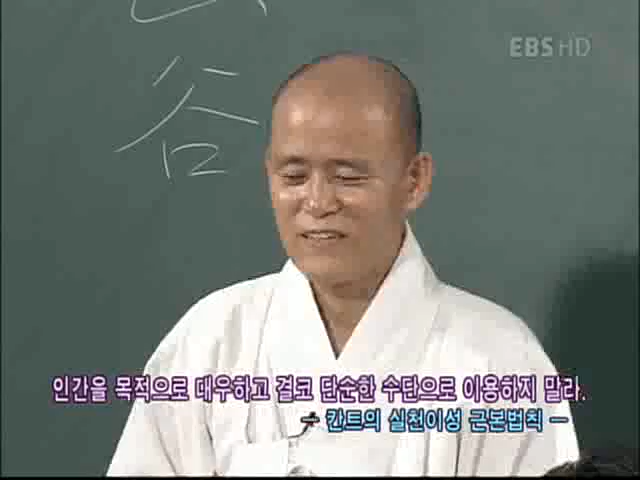 EBS HD
谷
인간을 목적으로 대우하고 결코 단순한 수단으로 이용하지 말라.
– 칸트의 실천이성 근본법칙 –